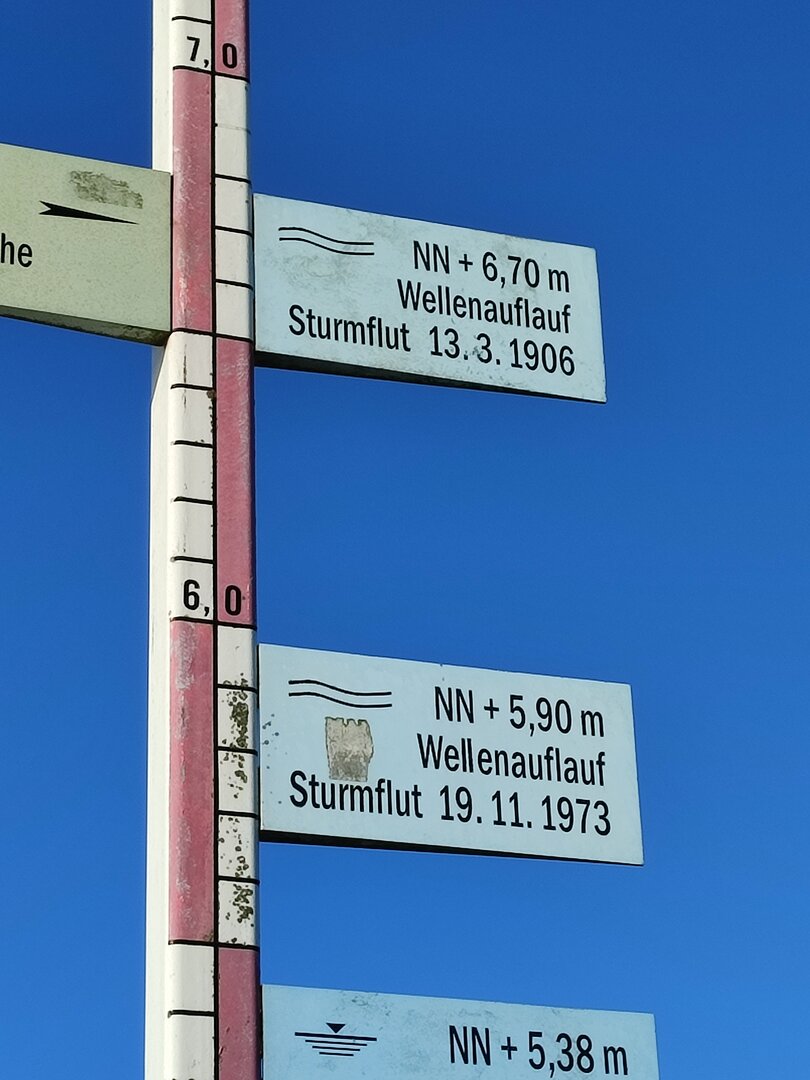 7,0
he
NN + 6,70 m
Wellenauflauf
Sturmflut 13. 3. 1906
6,0
NN + 5,90 m
Wellenauflauf
Sturmflut 19. 11. 1973
NN + 5,38 m